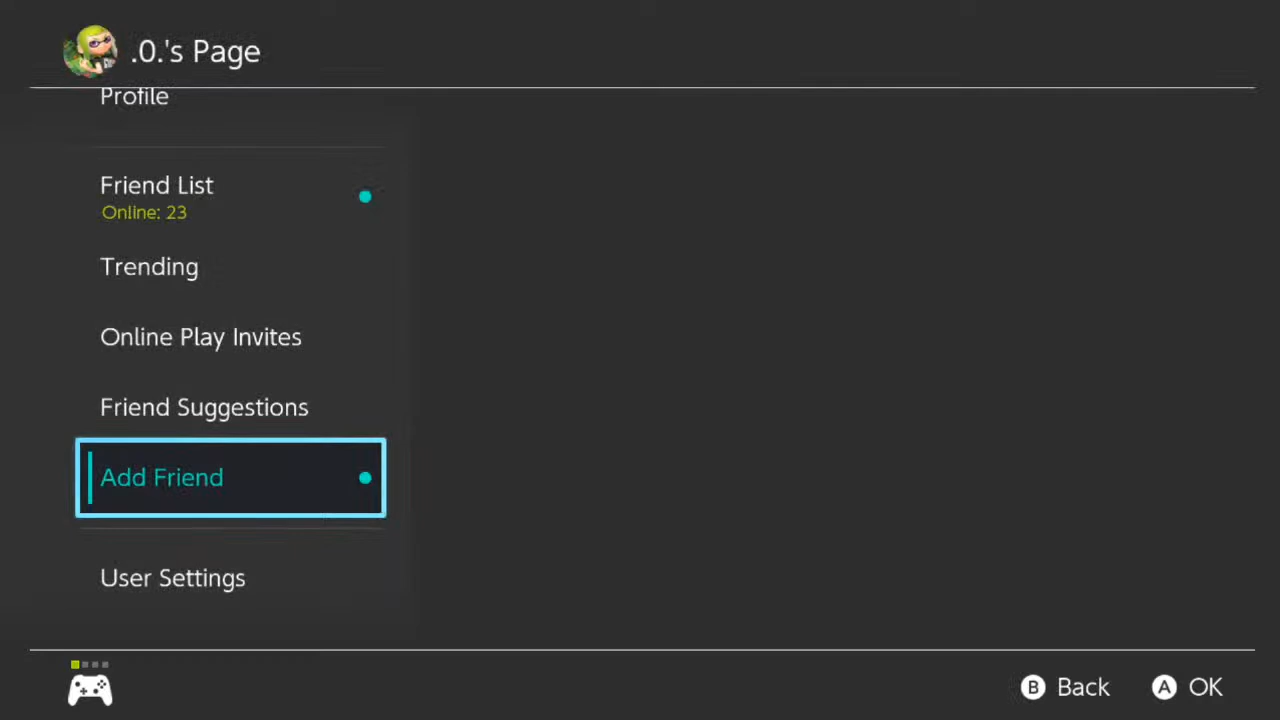 .0.'s Page
Profile
Friend List
Online: 23
Trending
Online Play Invites
Friend Suggestions
Add Friend
User Settings
B Back A OK